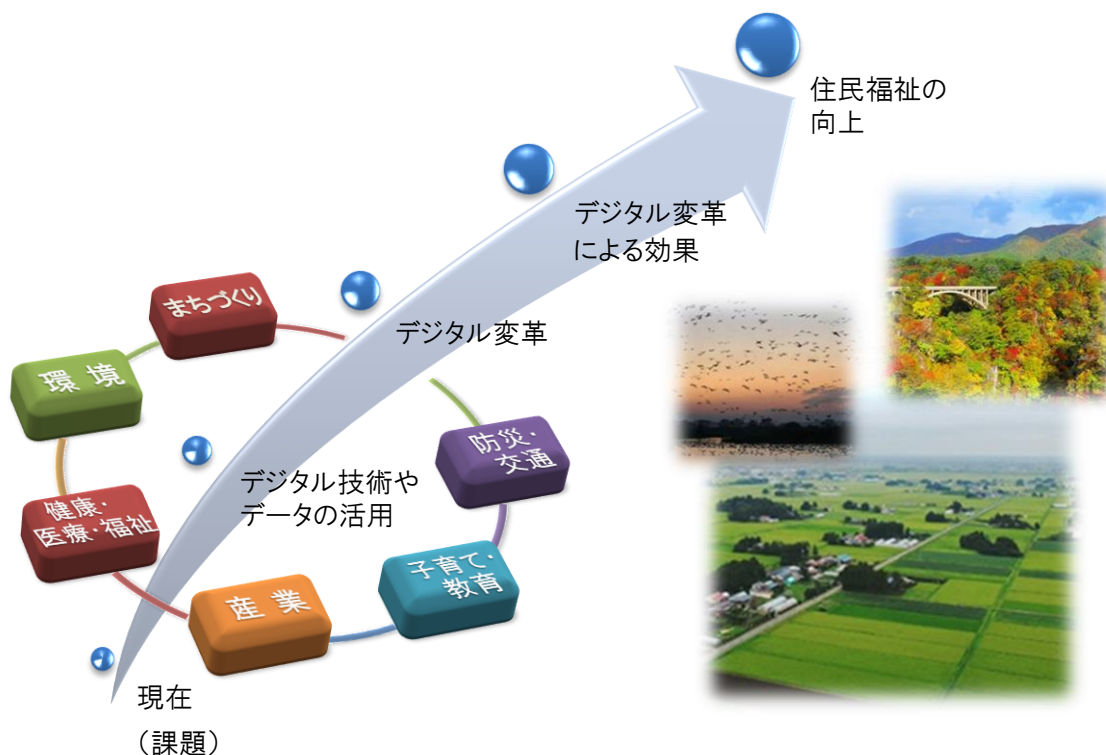 住民福祉の
向上
デジタル変革
による効果
まちづくり
デジタル変革
環 境
防災・
交通
デジタル技術や
データの活用
健康・
医療・福祉
子育て・
教育
産 業
現在
（課題）